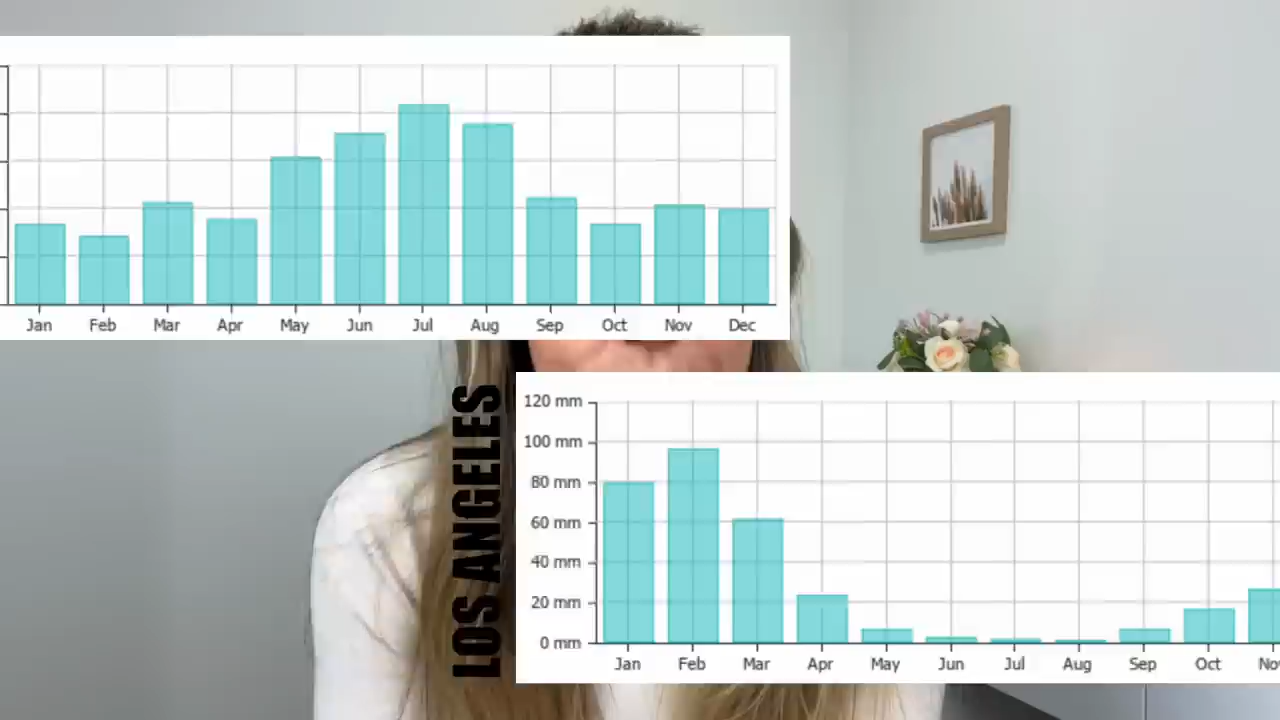 Jan Feb Mar Apr May Jun Jul Aug Sep Oct Nov Dec
LOS ANGELES
120 mm
100 mm
80 mm
60 mm
40 mm
20 mm
0 mm
Jan Feb Mar Apr May Jun Jul Aug Sep Oct Nov